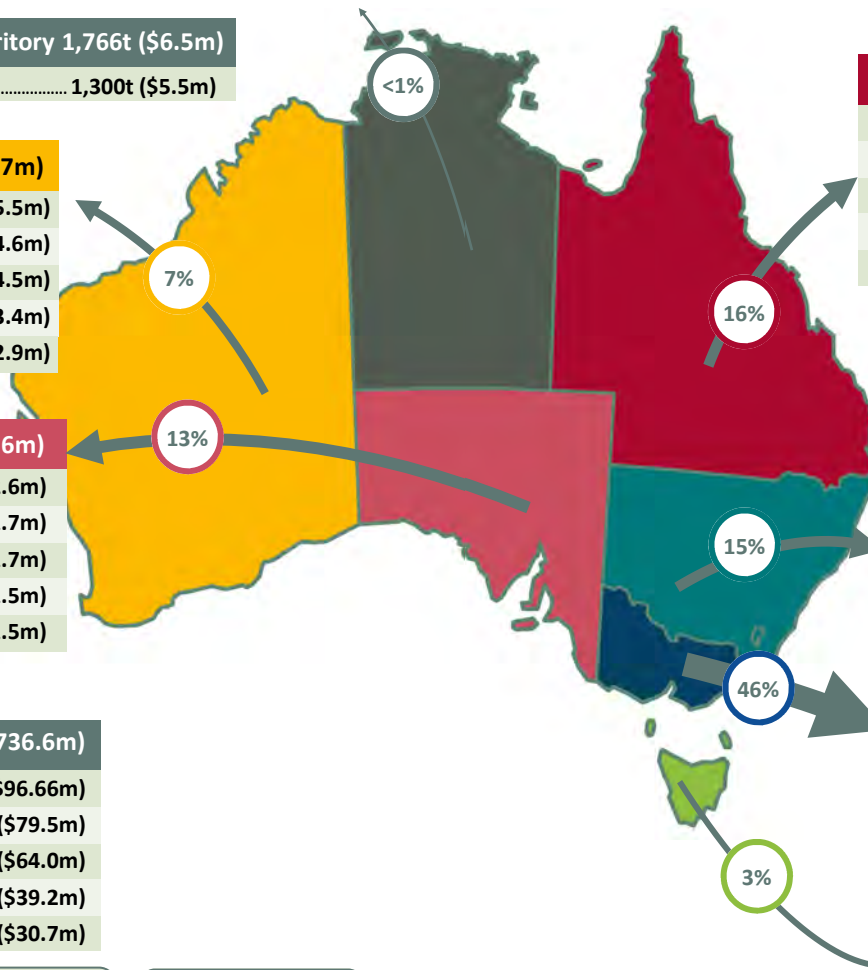 ritory 1,766t ($6.5m)
1,300t ($5.5m)
<1%
7m)
5.5m)
4.6m)
4.5m)
3.4m)
2.9m)
7%
16%
13%
6m)
.6m)
.7m)
.7m)
.5m)
.5m)
15%
46%
736.6m)
$96.66m)
($79.5m)
($64.0m)
($39.2m)
($30.7m)
3%